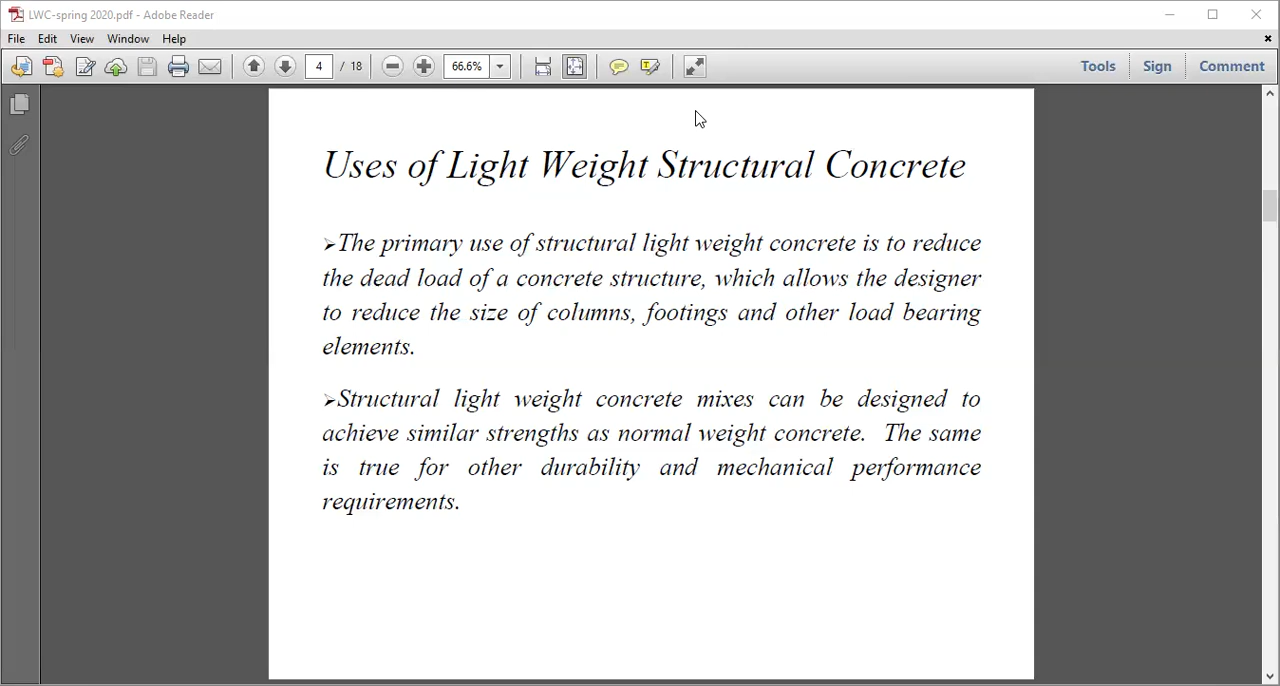 LWC-spring 2020.pdf - Adobe Reader
File Edit View Window Help
4 / 18 66.6% Tools Sign Comment
Uses of Light Weight Structural Concrete
➢The primary use of structural light weight concrete is to reduce
the dead load of a concrete structure, which allows the designer
to reduce the size of columns, footings and other load bearing
elements.
➢Structural light weight concrete mixes can be designed to
achieve similar strengths as normal weight concrete. The same
is true for other durability and mechanical performance
requirements.